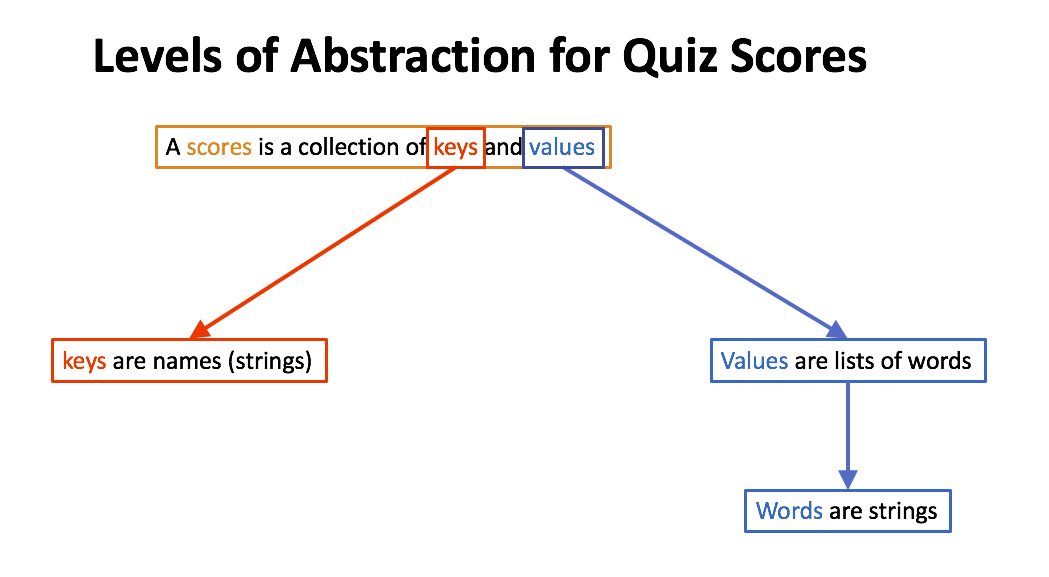 Levels of Abstraction for Quiz Scores
A scores is a collection of keys and values
keys are names (strings)
Values are lists of words
Words are strings